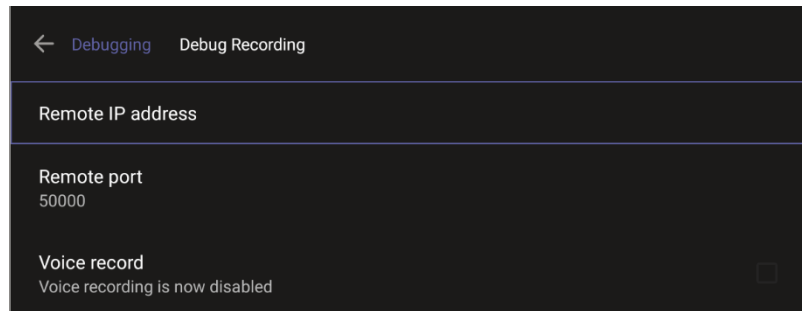 Debugging Debug Recording
Remote IP address
Remote port
50000
Voice record
Voice recording is now disabled